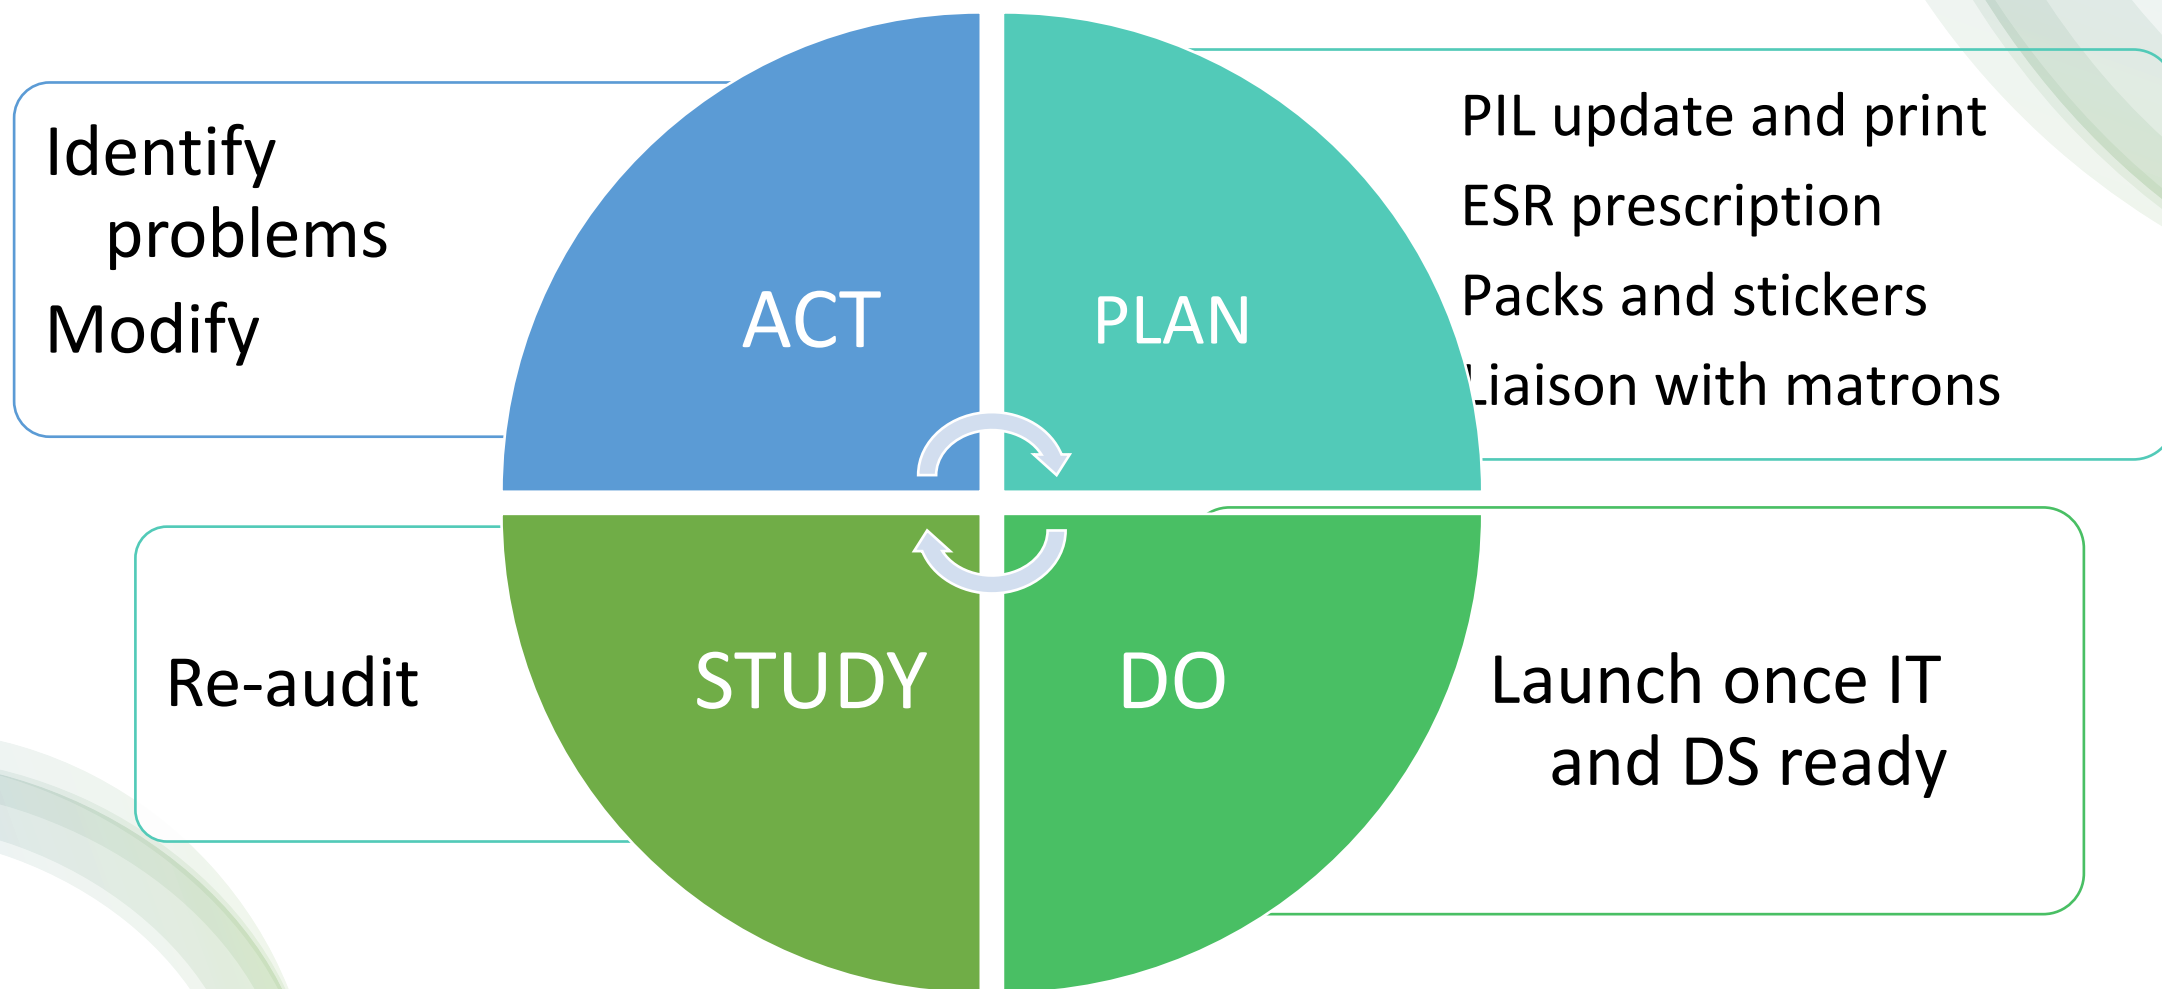 Identify
problems
Modify
ACT
PLAN
PIL update and print
ESR prescription
Packs and stickers
Liaison with matrons
Re-audit
STUDY
DO
Launch once IT
and DS ready